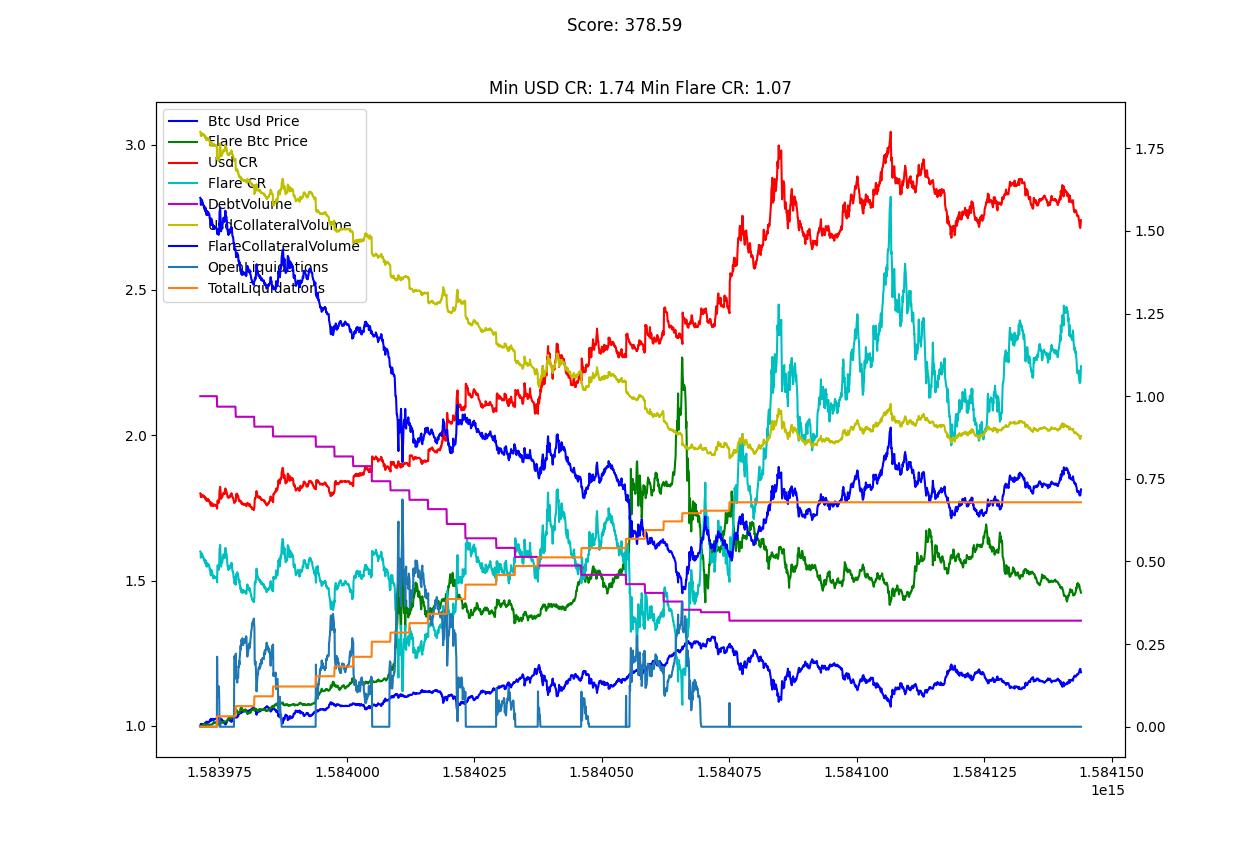 Score: 378.59
Min USD CR: 1.74 Min Flare CR: 1.07
Btc Usd Price
Flare Btc Price
Usd CR
Flare CR
DebtVolume
UsdCollateralVolume
FlareCollateralVolume
OpenLiquidations
TotalLiquidations
3.0
2.5
2.0
1.5
1.0
1.75
1.50
1.25
1.00
0.75
0.50
0.25
0.00
1.583975 1.584000 1.584025 1.584050 1.584075 1.584100 1.584125 1.584150
1e15